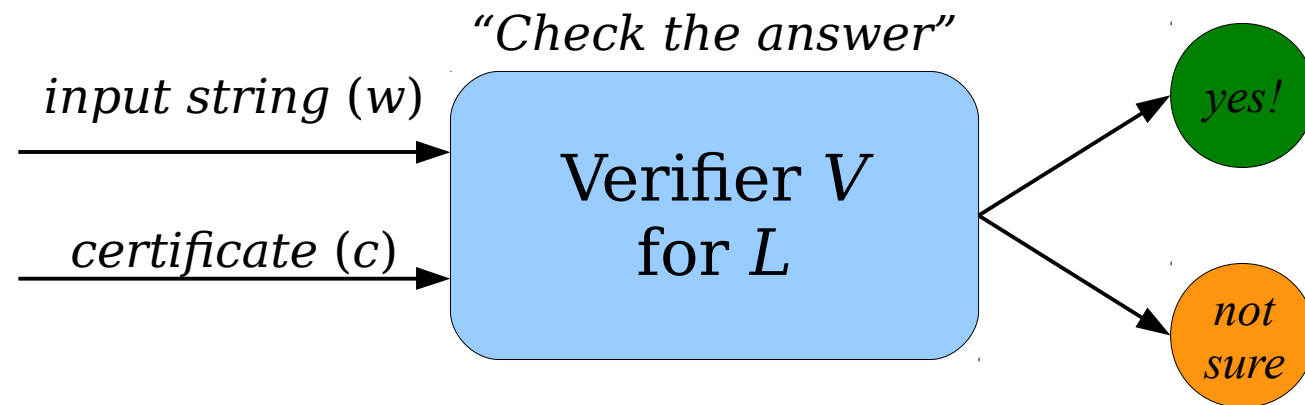 “Check the answer”
input string (w)
certificate (c)
Verifier V
for L
yes!
not
sure